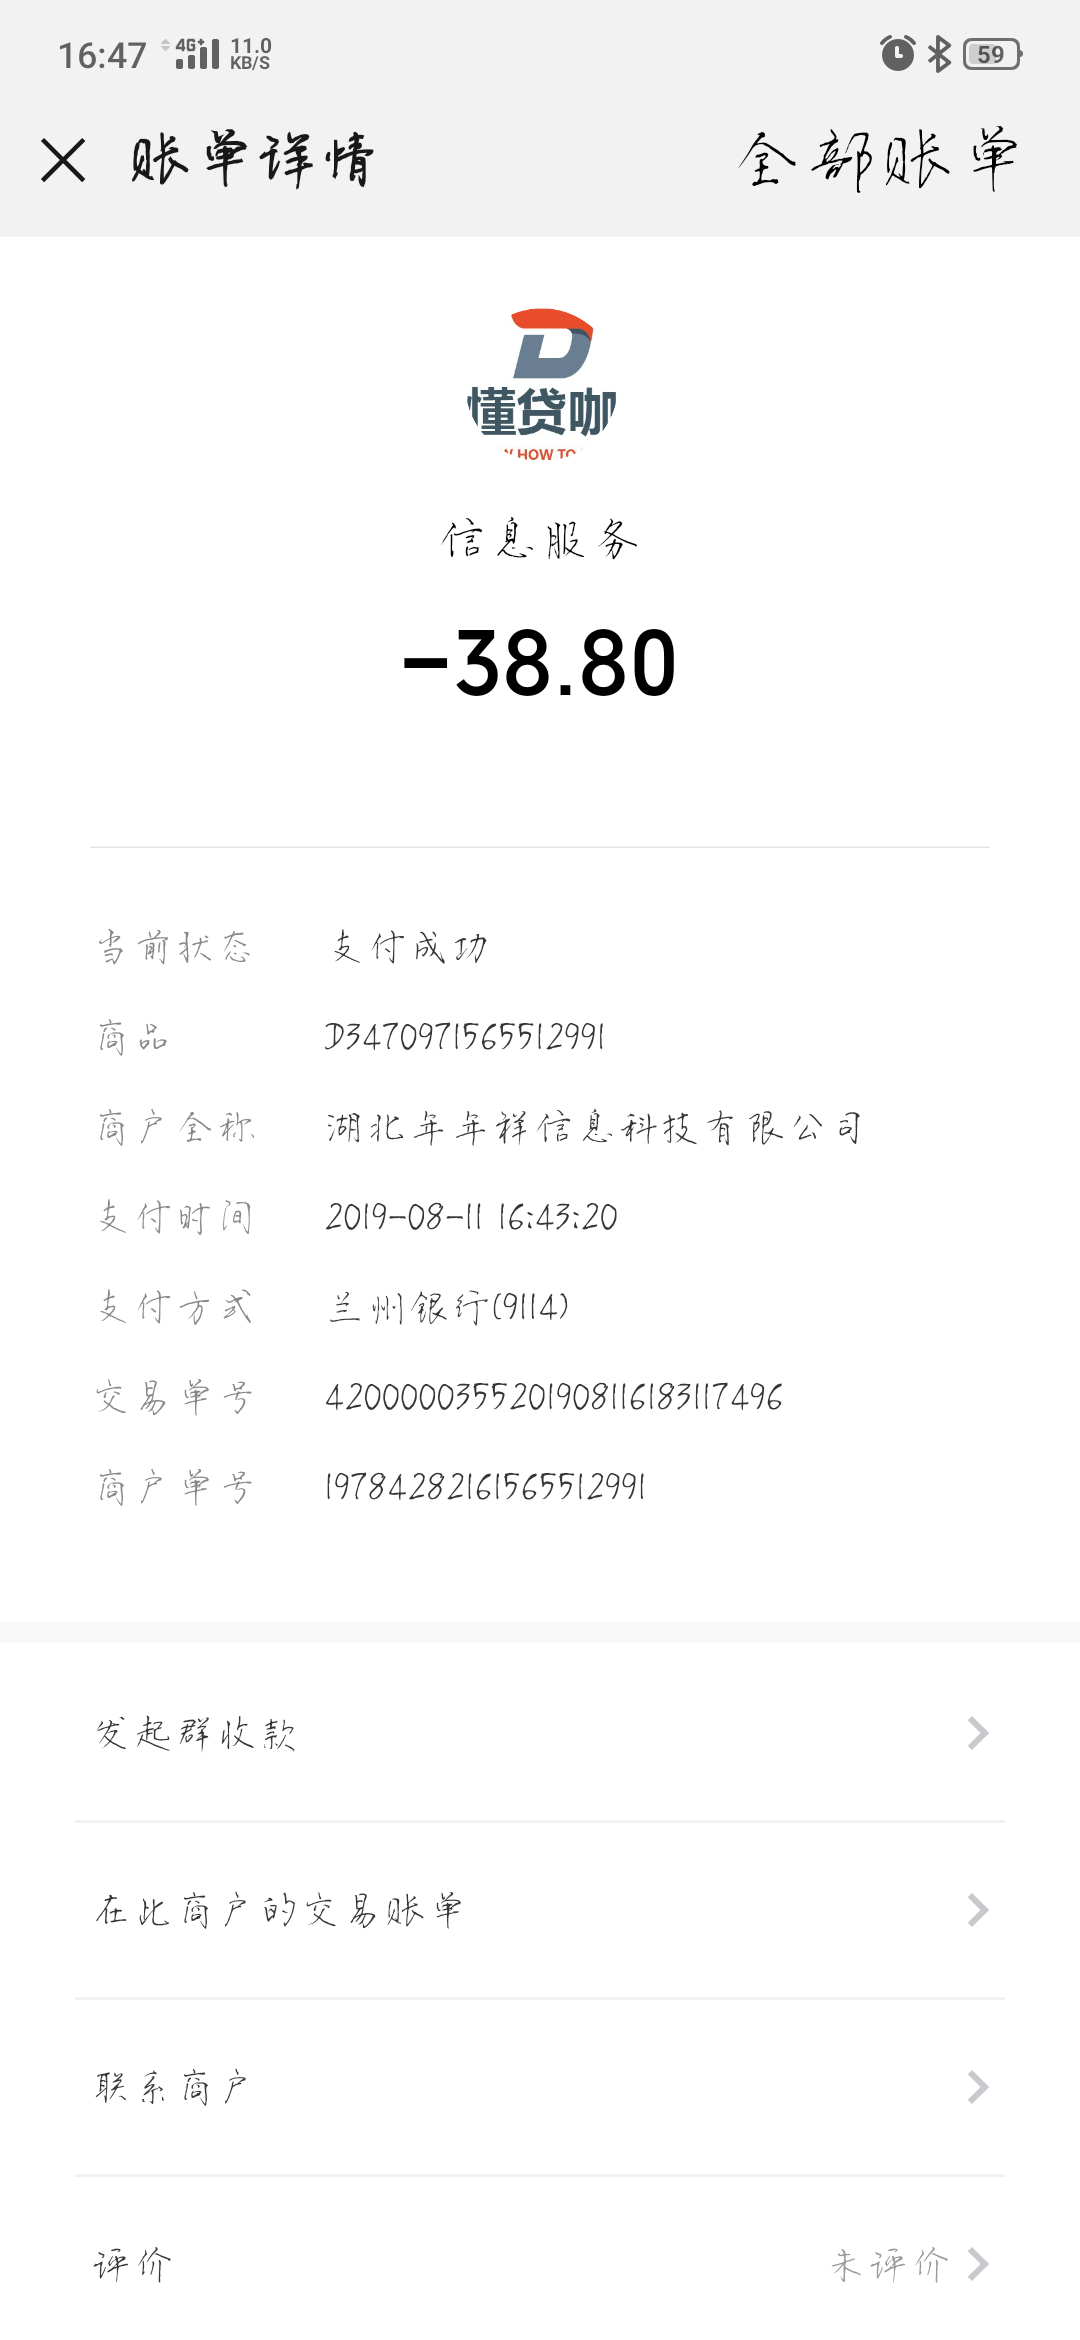 16:47 4G+ 11.0 KB/S 59
账单详情 全部账单
懂贷咖
HOW TO
信息服务
-38.80
当前状态 支付成功
商品 D3470971565512991
商户全称 湖北年年祥信息科技有限公司
支付时间 2019-08-11 16:43:20
支付方式 兰州银行(9114)
交易单号 4200000355201908116183117496
商户单号 19784282161565512991
发起群收款
在此商户的交易账单
联系商户
评价 未评价